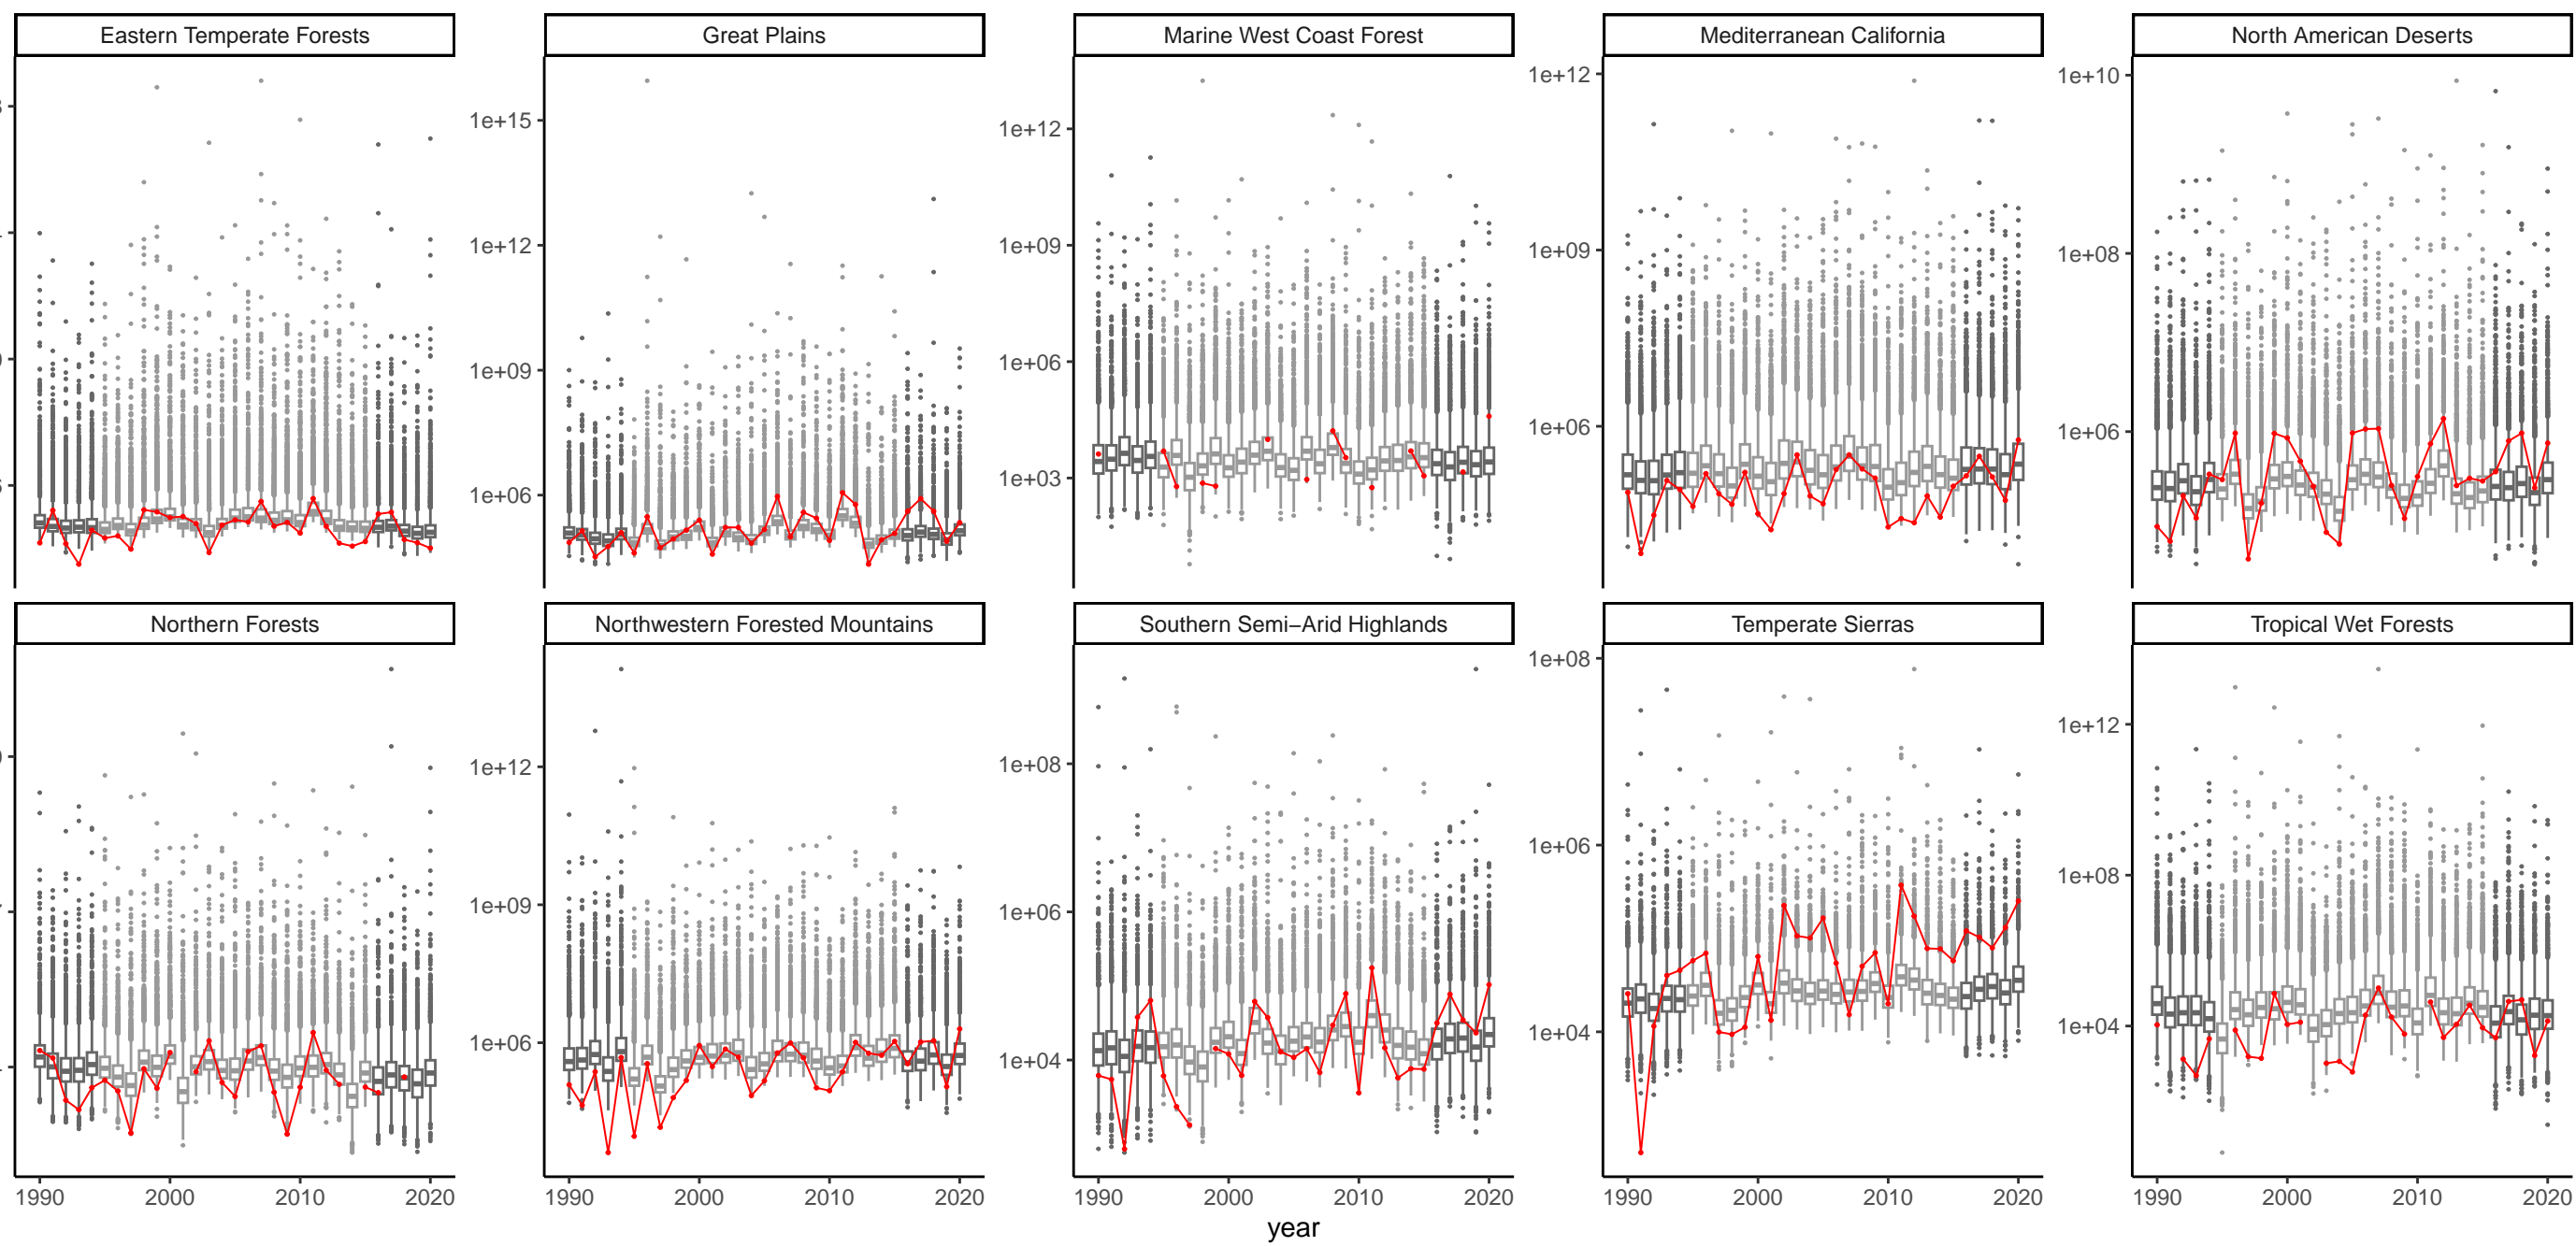 Eastern Temperate Forests
Great Plains
Marine West Coast Forest
Mediterranean California
North American Deserts
1e+15
1e+12
1e+09
1e+06
1e+12
1e+09
1e+06
1e+03
1e+12
1e+09
1e+06
1e+10
1e+08
1e+06
Northern Forests
Northwestern Forested Mountains
Southern Semi−Arid Highlands
Temperate Sierras
Tropical Wet Forests
1e+12
1e+09
1e+06
1e+08
1e+06
1e+04
1e+08
1e+06
1e+04
1e+12
1e+08
1e+04
1990 2000 2010 2020
1990 2000 2010 2020
1990 2000 2010 2020
1990 2000 2010 2020
1990 2000 2010 2020
year